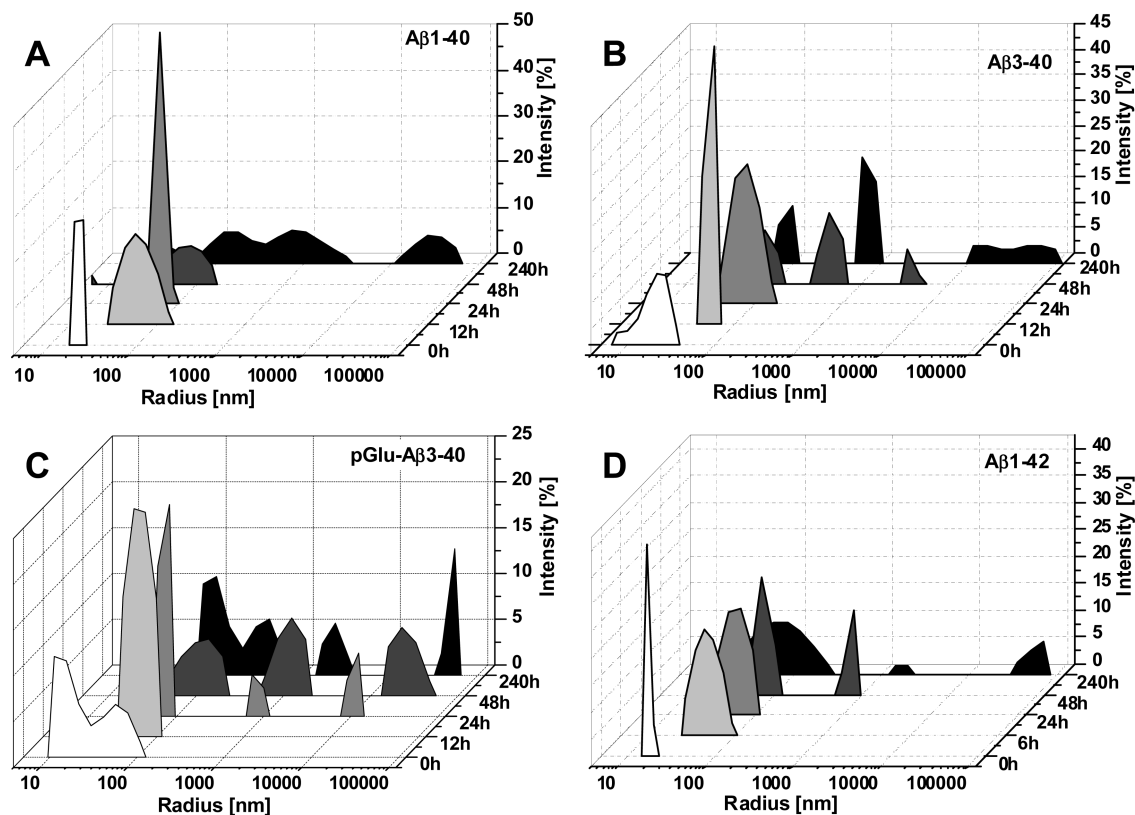 A
Aβ1-40
50
40
30
20
10
0
Intensity [%]
240h
48h
24h
12h
0h
10 100 1000 10000 100000
Radius [nm]
B
Aβ3-40
45
40
35
30
25
20
15
10
5
0
Intensity [%]
240h
48h
24h
12h
0h
10 100 1000 10000 100000
Radius [nm]
C
pGlu-Aβ3-40
25
20
15
10
5
0
Intensity [%]
240h
48h
24h
12h
0h
10 100 1000 10000 100000
Radius [nm]
D
Aβ1-42
40
35
30
25
20
15
10
5
0
Intensity [%]
240h
48h
24h
6h
0h
10 100 1000 10000 100000
Radius [nm]